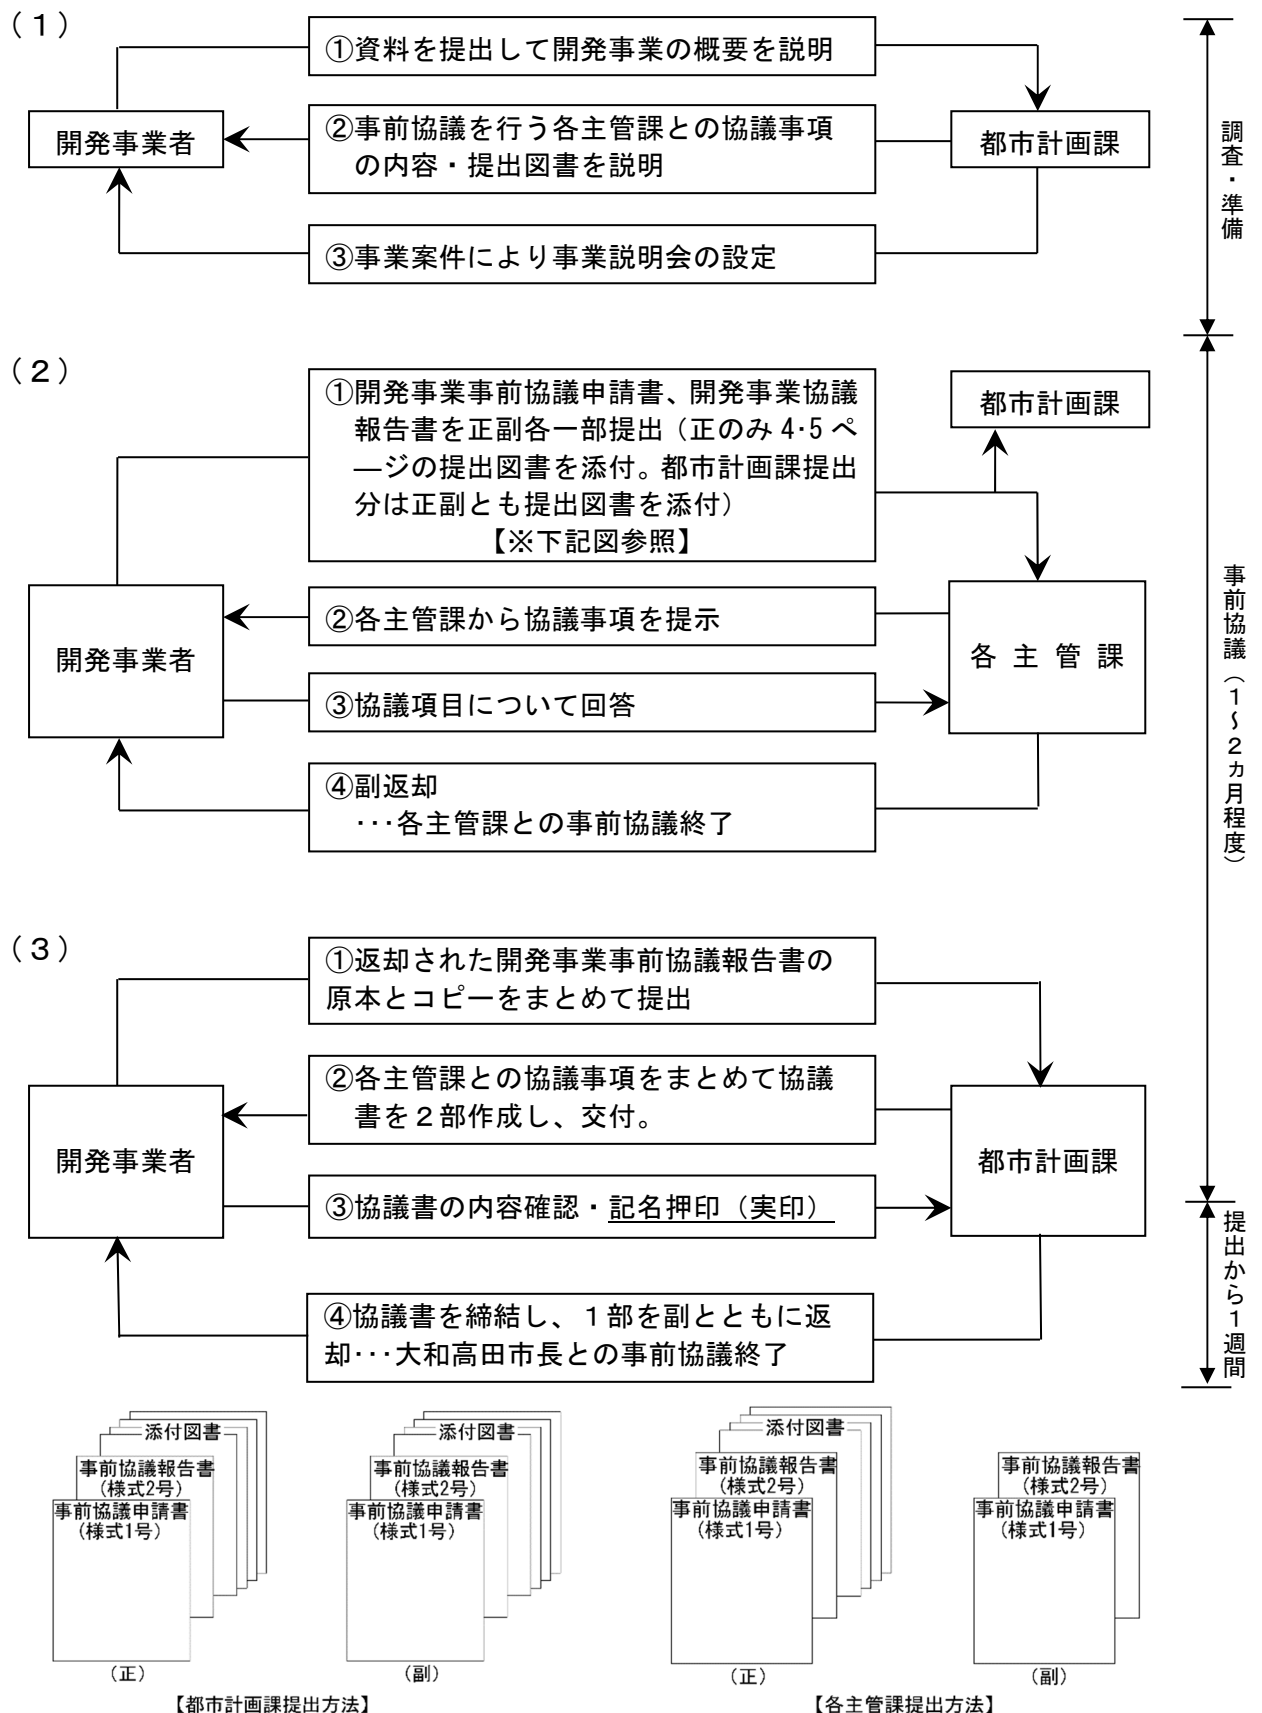 (１)
①資料を提出して開発事業の概要を説明
開発事業者
②事前協議を行う各主管課との協議事項
の内容・提出図書を説明
都市計画課
③事業案件により事業説明会の設定
調査・準備
(２)
①開発事業事前協議申請書、開発事業協議
報告書を正副各一部提出（正のみ 4・5 ペ
―ジの提出図書を添付。都市計画課提出
分は正副とも提出図書を添付）
【※下記図参照】
都市計画課
開発事業者
②各主管課から協議事項を提示
各 主 管 課
③協議項目について回答
④副返却
･･･各主管課との事前協議終了
事前協議（１～２ヵ月程度）
(３)
①返却された開発事業事前協議報告書の
原本とコピーをまとめて提出
②各主管課との協議事項をまとめて協議
書を２部作成し、交付。
開発事業者
都市計画課
③協議書の内容確認・記名押印（実印）
④協議書を締結し、１部を副とともに返
却･･･大和高田市長との事前協議終了
提出から１週間
添付図書
事前協議報告書
(様式2号)
事前協議申請書
(様式1号)
(正)
添付図書
事前協議報告書
(様式2号)
事前協議申請書
(様式1号)
(副)
【都市計画課提出方法】
添付図書
事前協議報告書
(様式2号)
事前協議申請書
(様式1号)
(正)
事前協議報告書
(様式2号)
事前協議申請書
(様式1号)
(副)
【各主管課提出方法】